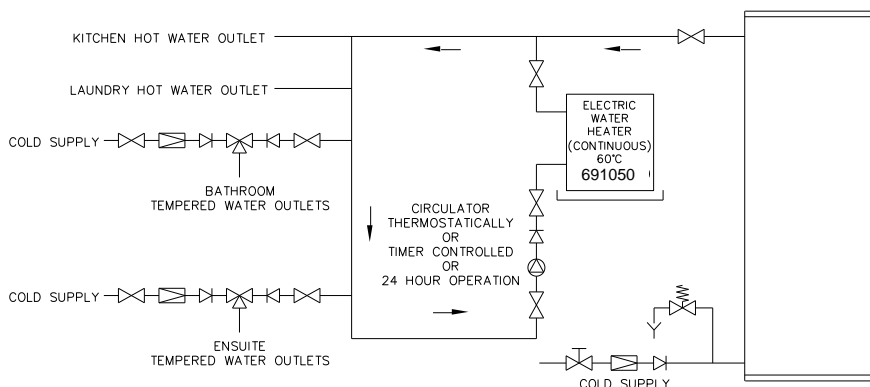 KITCHEN HOT WATER OUTLET
LAUNDRY HOT WATER OUTLET
COLD SUPPLY
BATHROOM
TEMPERED WATER OUTLETS
ELECTRIC
WATER
HEATER
(CONTINUOUS)
60°C
691050
CIRCULATOR
THERMOSTATICALLY
OR
TIMER CONTROLLED
OR
24 HOUR OPERATION
COLD SUPPLY
ENSUITE
TEMPERED WATER OUTLETS
COLD SUPPLY